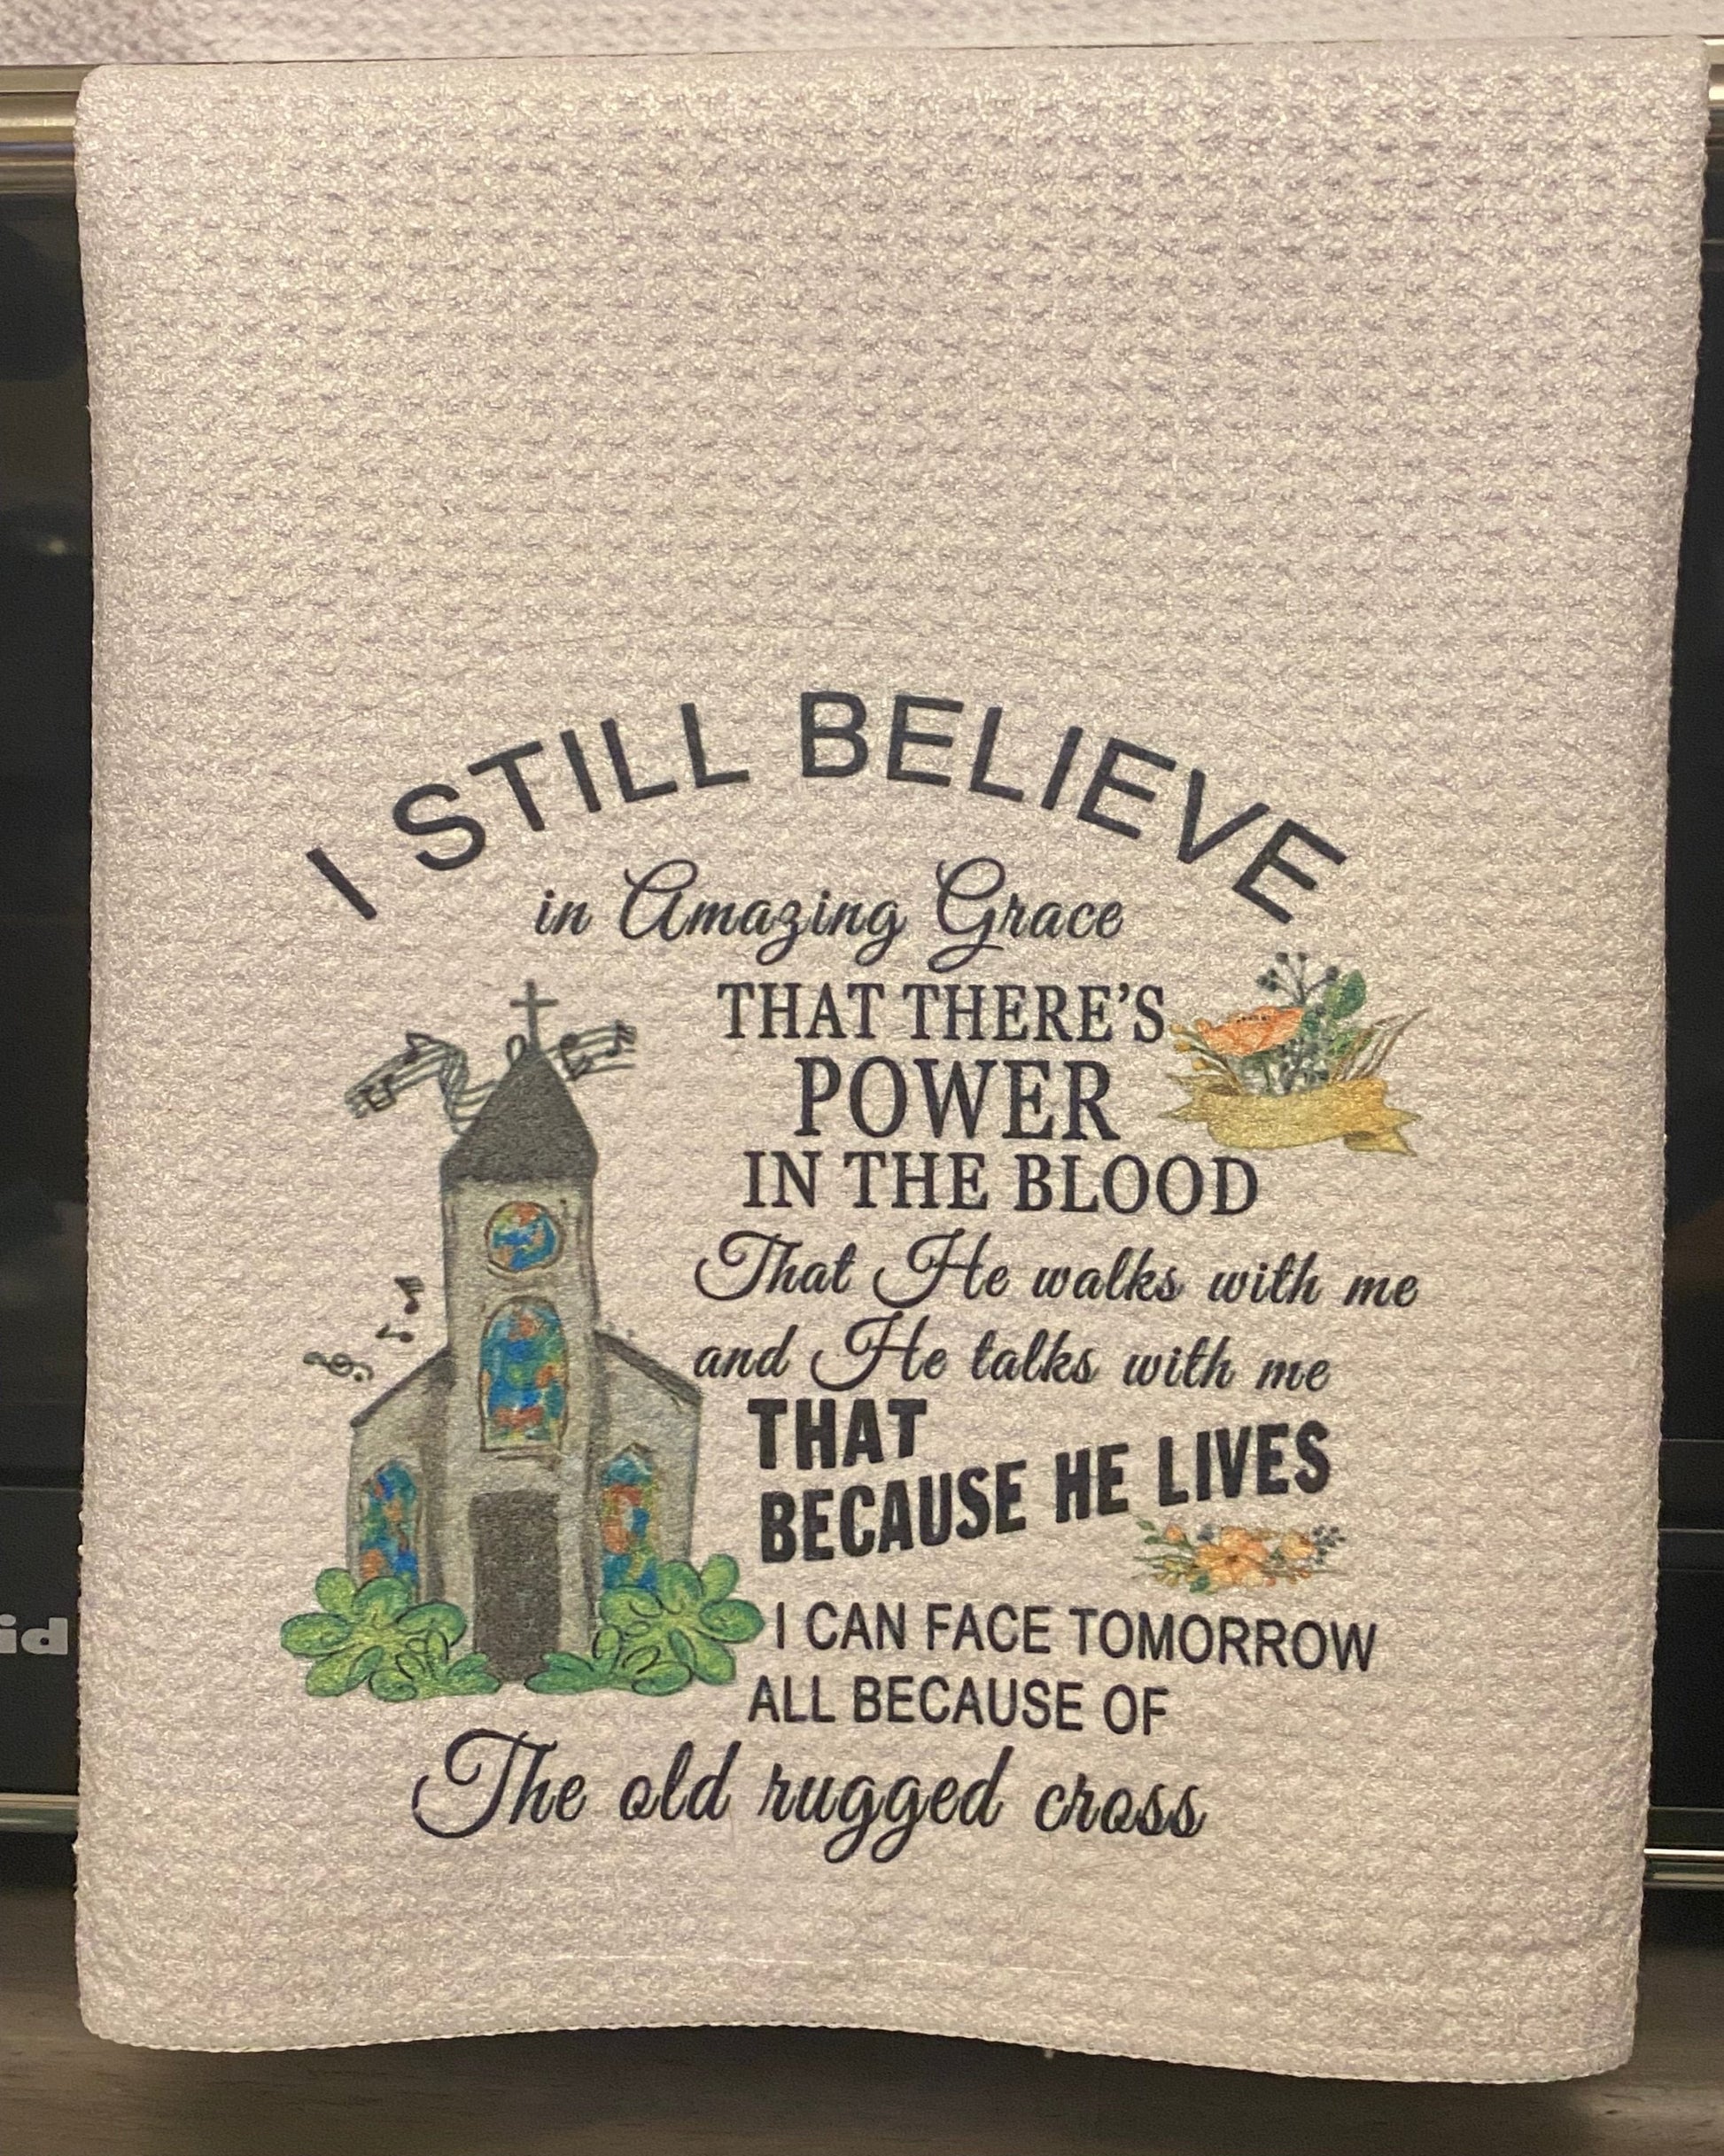 I STILL BELIEVE
in Amazing Grace
THAT THERE'S
POWER
IN THE BLOOD
That He walks with me
and He talks with me
THAT
BECAUSE HE LIVES
I CAN FACE TOMORROW
ALL BECAUSE OF
The old rugged cross
id